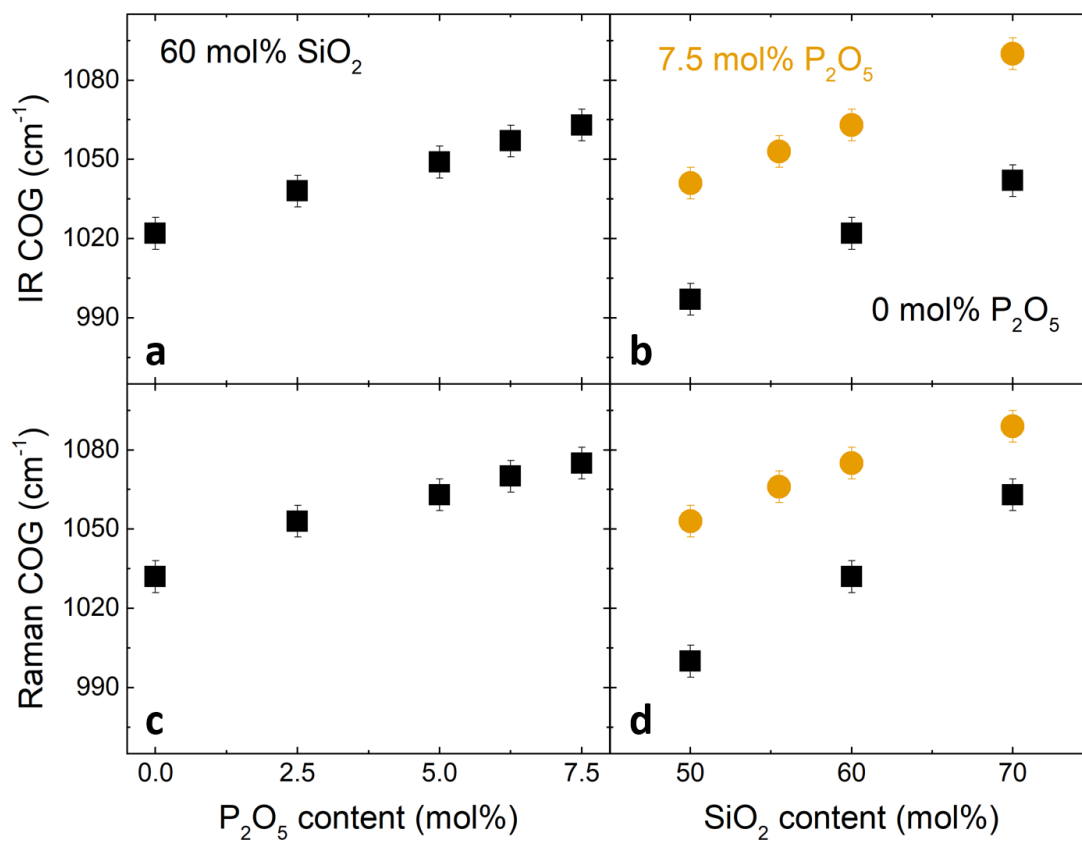 60 mol% SiO₂
7.5 mol% P₂O₅
1080
1050
1020
990
IR COG (cm⁻¹)
a
b
0 mol% P₂O₅
1080
1050
1020
990
Raman COG (cm⁻¹)
c
d
0.0 2.5 5.0 7.5 50 60 70
P₂O₅ content (mol%) SiO₂ content (mol%)